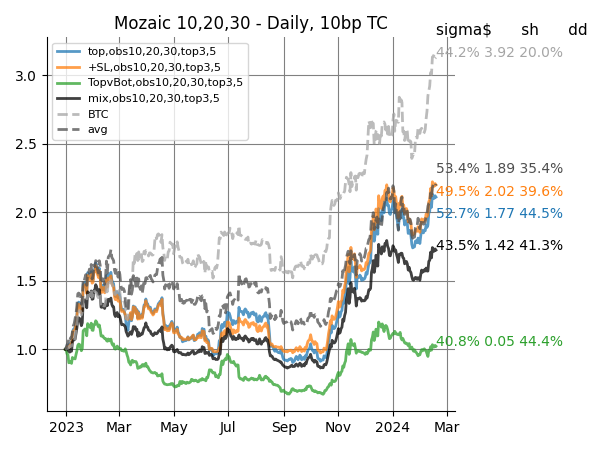 Mozaic 10,20,30 - Daily, 10bp TC
sigma$ sh dd
top,obs10,20,30,top3,5
+SL,obs10,20,30,top3,5
TopvBot,obs10,20,30,top3,5
mix,obs10,20,30,top3,5
BTC
avg
44.2% 3.92 20.0%
53.4% 1.89 35.4%
49.5% 2.02 39.6%
52.7% 1.77 44.5%
43.5% 1.42 41.3%
40.8% 0.05 44.4%
3.0
2.5
2.0
1.5
1.0
2023 Mar May Jul Sep Nov 2024 Mar